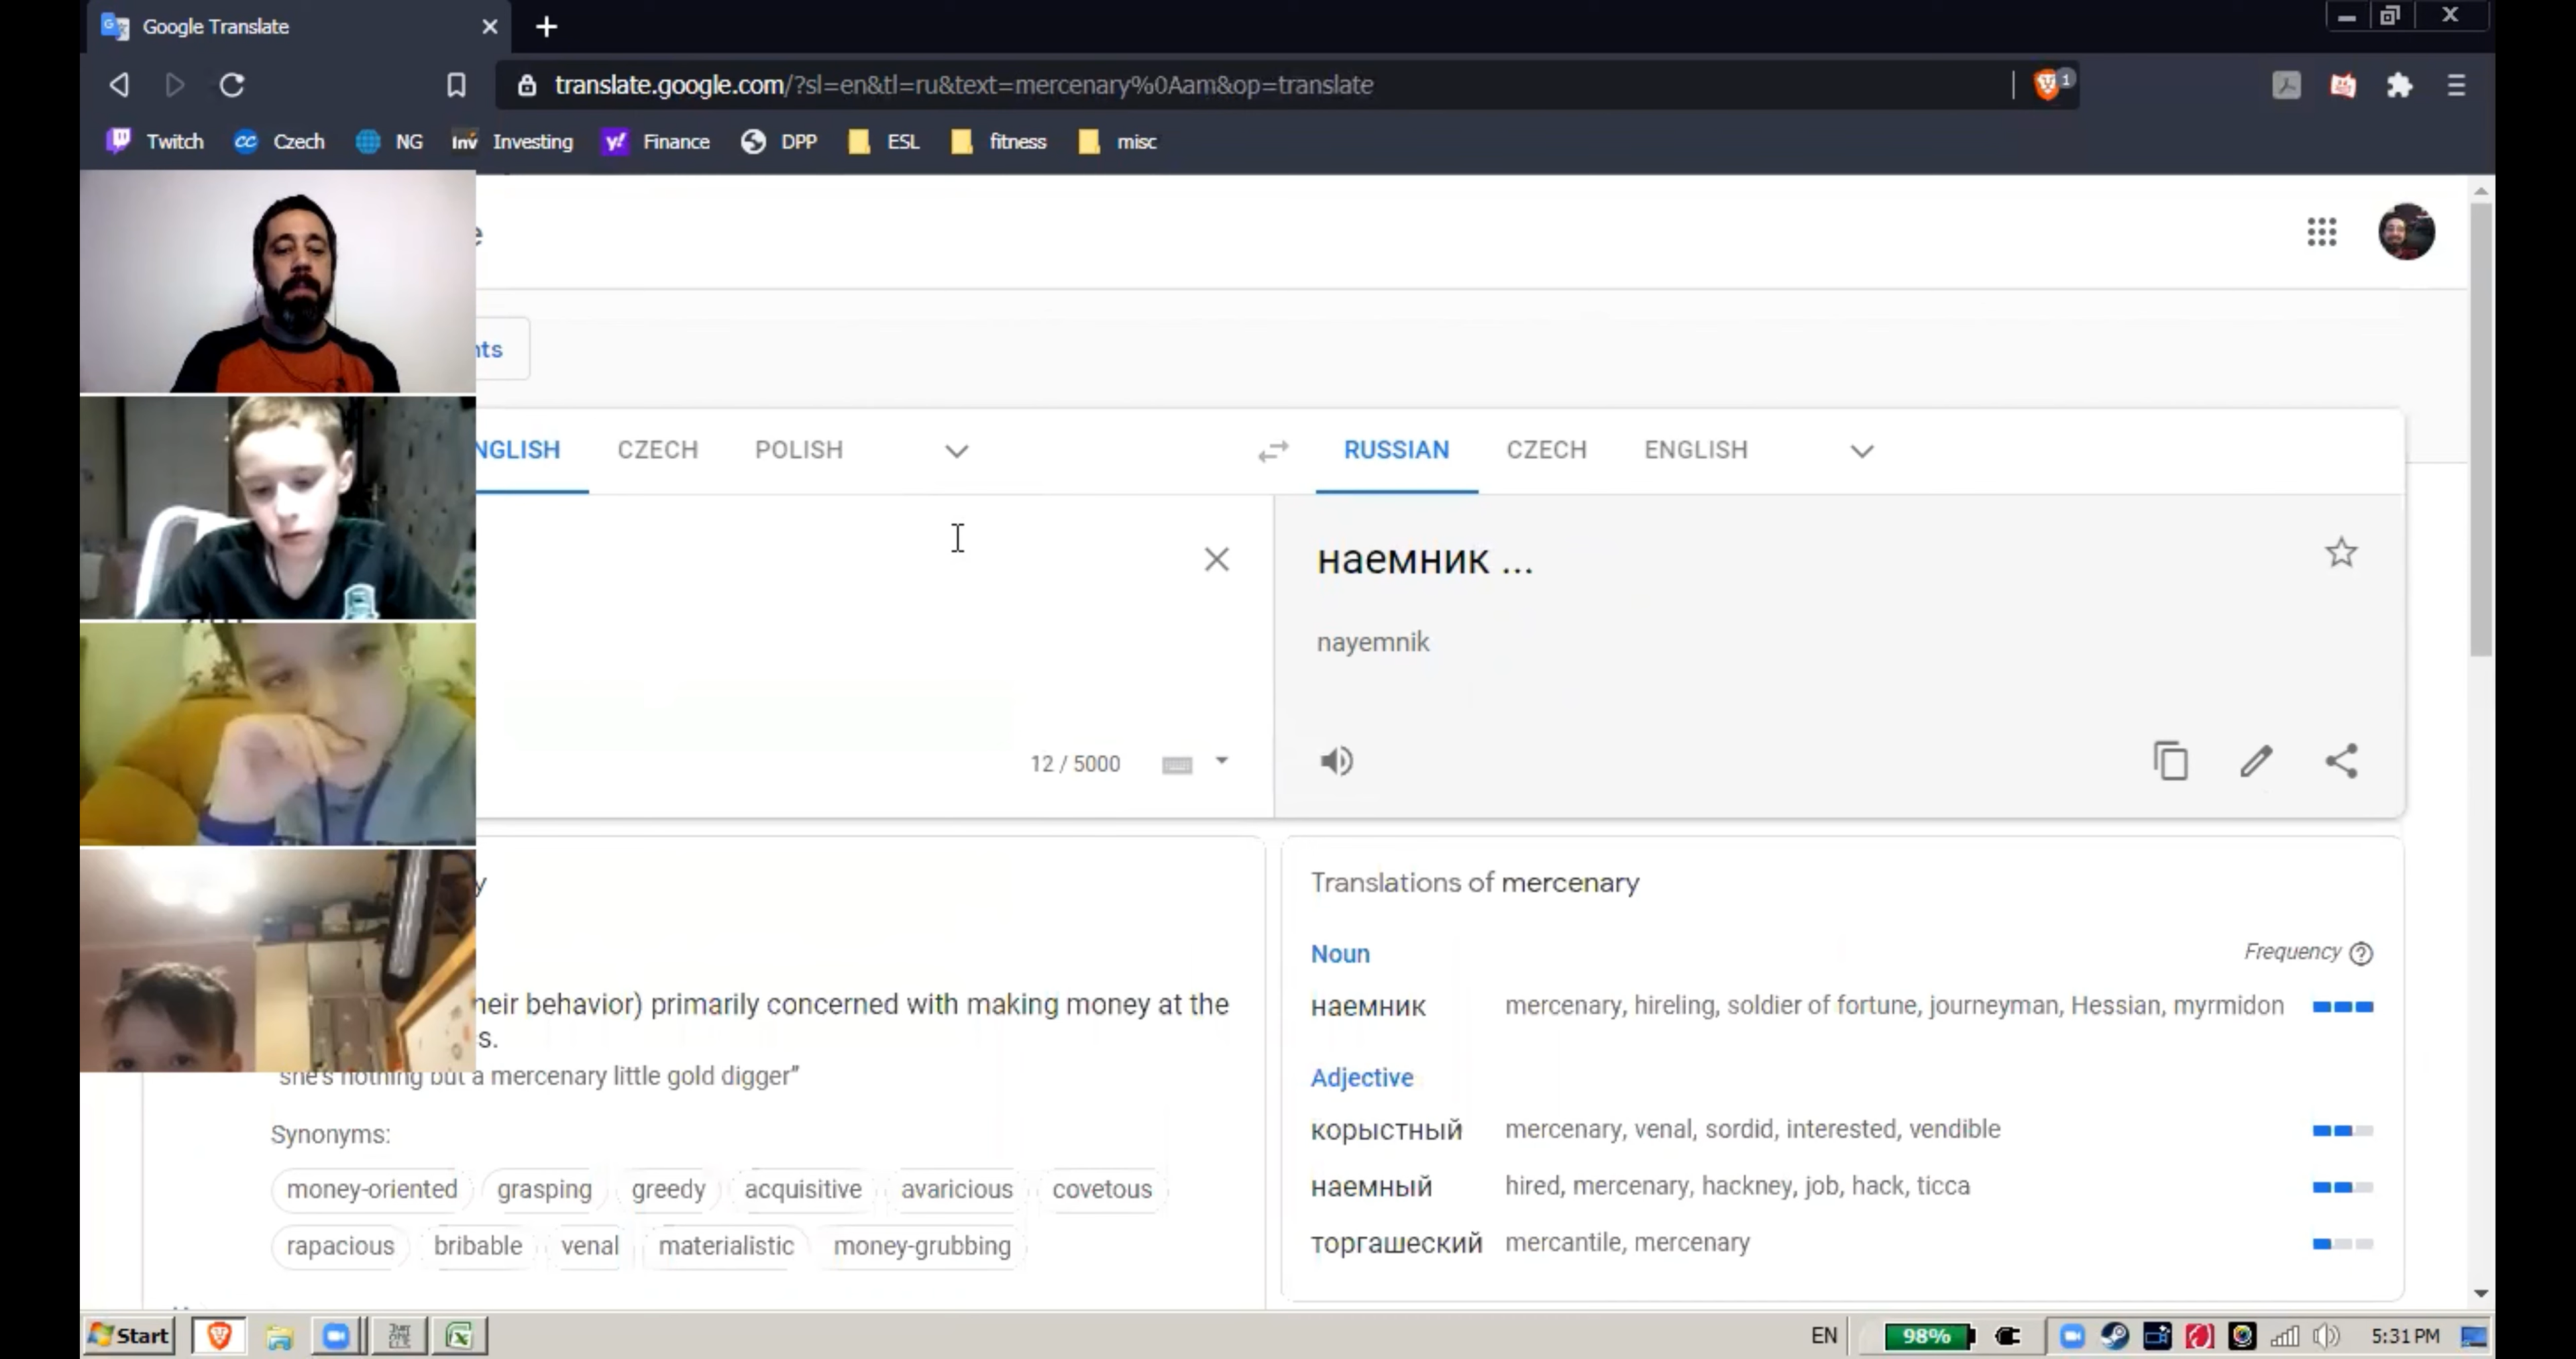 Google Translate
translate.google.com/?sl=en&tl=ru&text=mercenary%0Aam&op=translate
1
Twitch Czech NG Inv Investing y! Finance DPP ESL fitness misc
e
nts
NGLISH CZECH POLISH RUSSIAN CZECH ENGLISH
наемник ...
nayemnik
12 / 5000
y
Translations of mercenary
Noun Frequency
heir behavior) primarily concerned with making money at the
наемник mercenary, hireling, soldier of fortune, journeyman, Hessian, myrmidon
s.
she's nothing but a mercenary little gold digger”
Adjective
Synonyms:
корыстный mercenary, venal, sordid, interested, vendible
money-oriented grasping greedy acquisitive avaricious covetous
наемный hired, mercenary, hackney, job, hack, ticca
rapacious bribable venal materialistic money-grubbing
торгашеский mercantile, mercenary
Start EN 98% 5:31 PM